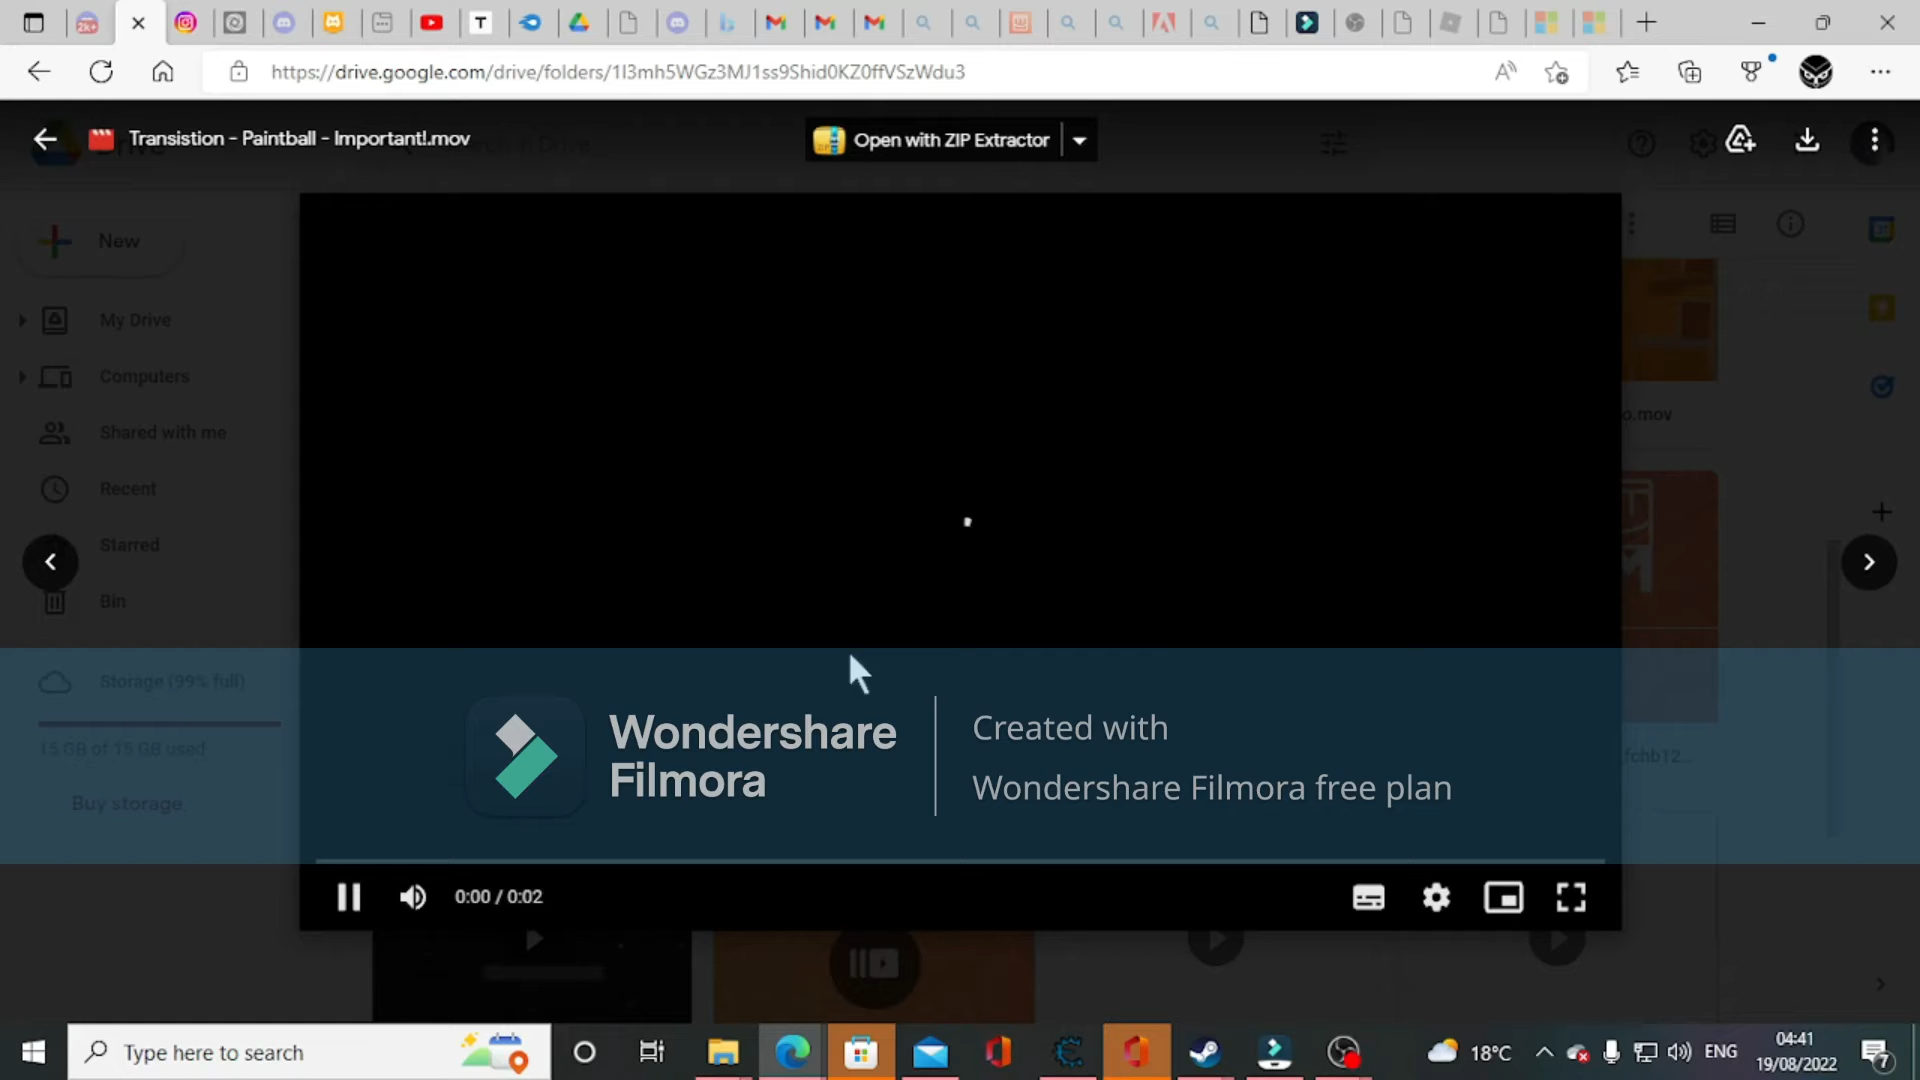 https://drive.google.com/drive/folders/1I3mh5WGz3MJ1ss9Shid0KZ0ffVSzWdu3
Transistion - Paintball - Important!.mov
Open with ZIP Extractor
New
My Drive
Computers
Shared with me
Recent
Starred
Bin
Storage (99% full)
15 GB of 15 GB used
Buy storage
o.mov
fchb12...
Wondershare
Filmora
Created with
Wondershare Filmora free plan
0:00 / 0:02
Type here to search
18°C
ENG
04:41
19/08/2022
7